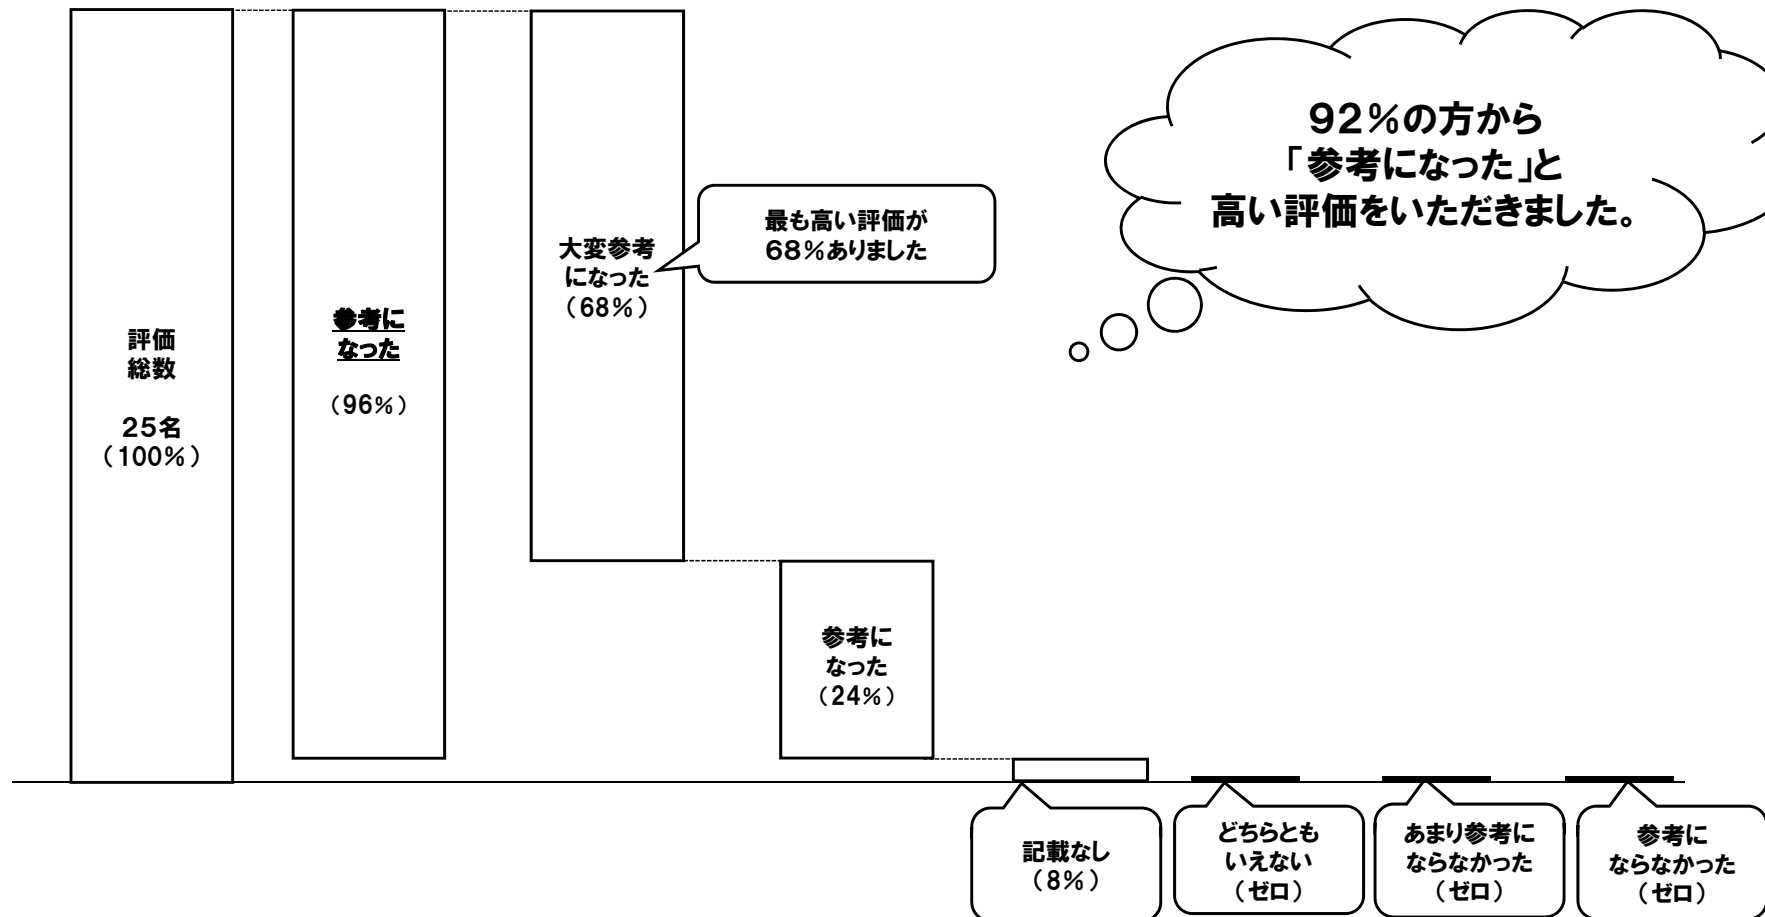 92%の方から
「参考になった」と
高い評価をいただきました。
最も高い評価が
68%ありました
大変参考
になった
（68%）
参考に
なった
（96%）
評価
総数
25名
（100%）
参考に
なった
（24%）
記載なし
（8%）
どちらとも
いえない
（ゼロ）
あまり参考に
ならなかった
（ゼロ）
参考に
ならなかった
（ゼロ）